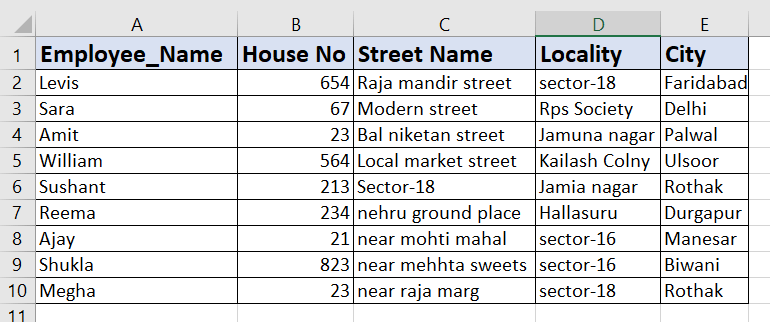 A B C D E
1 Employee_Name House No Street Name Locality City
2 Levis 654 Raja mandir street sector-18 Faridabad
3 Sara 67 Modern street Rps Society Delhi
4 Amit 23 Bal niketan street Jamuna nagar Palwal
5 William 564 Local market street Kailash Colny Ulsoor
6 Sushant 213 Sector-18 Jamia nagar Rothak
7 Reema 234 nehru ground place Hallasuru Durgapur
8 Ajay 21 near mohti mahal sector-16 Manesar
9 Shukla 823 near mehhta sweets sector-16 Biwani
10 Megha 23 near raja marg sector-18 Rothak
11